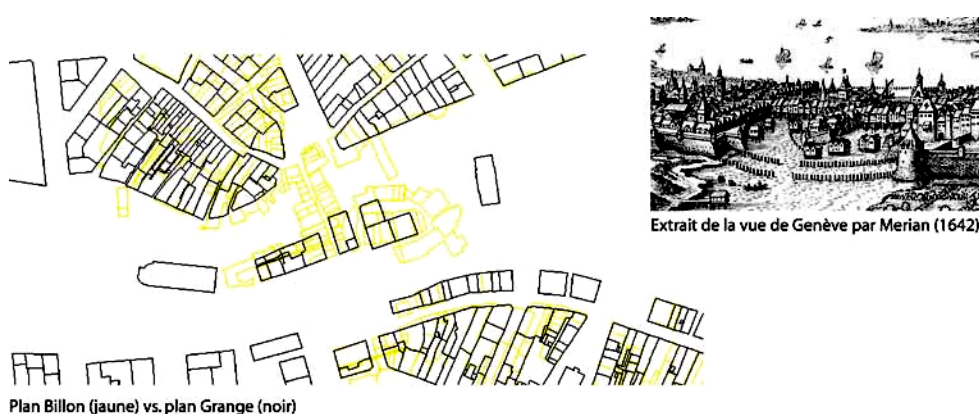 Extrait de la vue de Genève par Merian (1642)
Plan Billon (jaune) vs. plan Grange (noir)